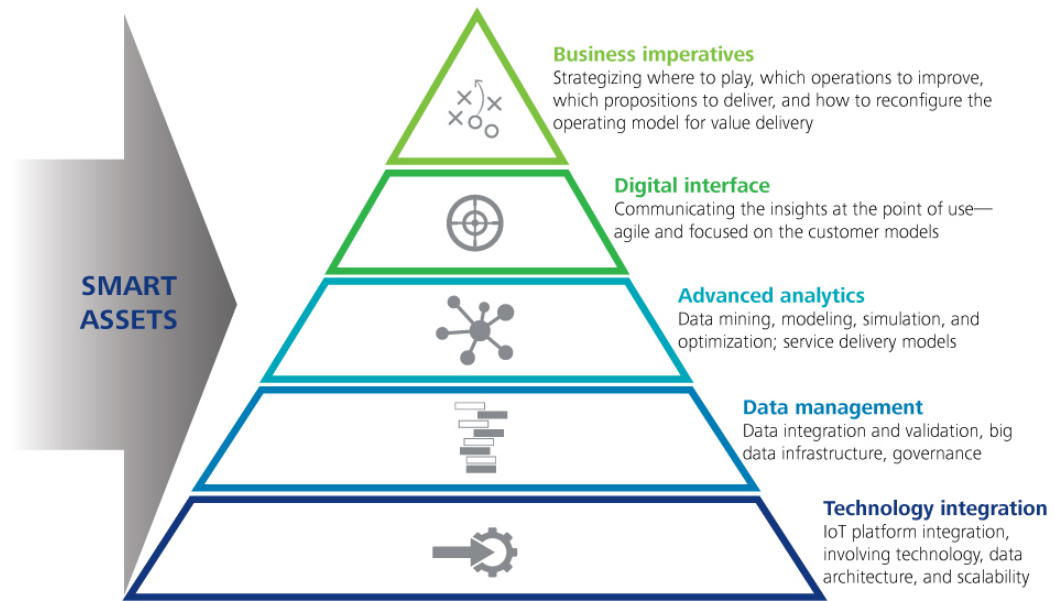 SMART
ASSETS
Business imperatives
Strategizing where to play, which operations to improve,
which propositions to deliver, and how to reconfigure the
operating model for value delivery
Digital interface
Communicating the insights at the point of use—
agile and focused on the customer models
Advanced analytics
Data mining, modeling, simulation, and
optimization; service delivery models
Data management
Data integration and validation, big
data infrastructure, governance
Technology integration
IoT platform integration,
involving technology, data
architecture, and scalability